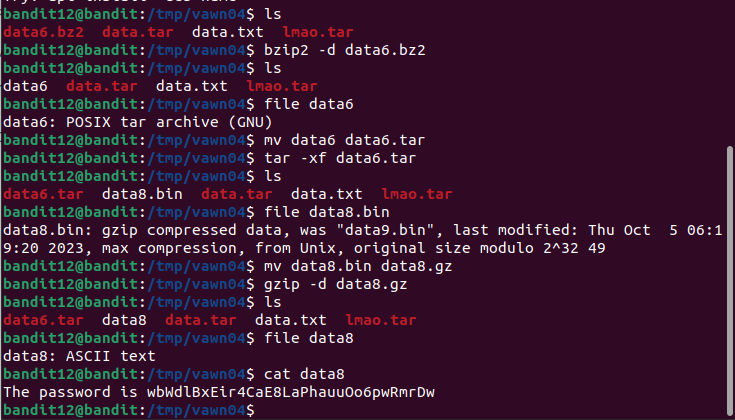 bandit12@bandit:/tmp/vawn04$ ls
data6.bz2  data.tar  data.txt  lmao.tar
bandit12@bandit:/tmp/vawn04$ bzip2 -d data6.bz2
bandit12@bandit:/tmp/vawn04$ ls
data6  data.tar  data.txt  lmao.tar
bandit12@bandit:/tmp/vawn04$ file data6
data6: POSIX tar archive (GNU)
bandit12@bandit:/tmp/vawn04$ mv data6 data6.tar
bandit12@bandit:/tmp/vawn04$ tar -xf data6.tar
bandit12@bandit:/tmp/vawn04$ ls
data6.tar  data8.bin  data.tar  data.txt  lmao.tar
bandit12@bandit:/tmp/vawn04$ file data8.bin
data8.bin: gzip compressed data, was "data9.bin", last modified: Thu Oct  5 06:1
9:20 2023, max compression, from Unix, original size modulo 2^32 49
bandit12@bandit:/tmp/vawn04$ mv data8.bin data8.gz
bandit12@bandit:/tmp/vawn04$ gzip -d data8.gz
bandit12@bandit:/tmp/vawn04$ ls
data6.tar  data8  data.tar  data.txt  lmao.tar
bandit12@bandit:/tmp/vawn04$ file data8
data8: ASCII text
bandit12@bandit:/tmp/vawn04$ cat data8
The password is wbWdlBxEir4CaE8LaPhauuOo6pwRmrDw
bandit12@bandit:/tmp/vawn04$